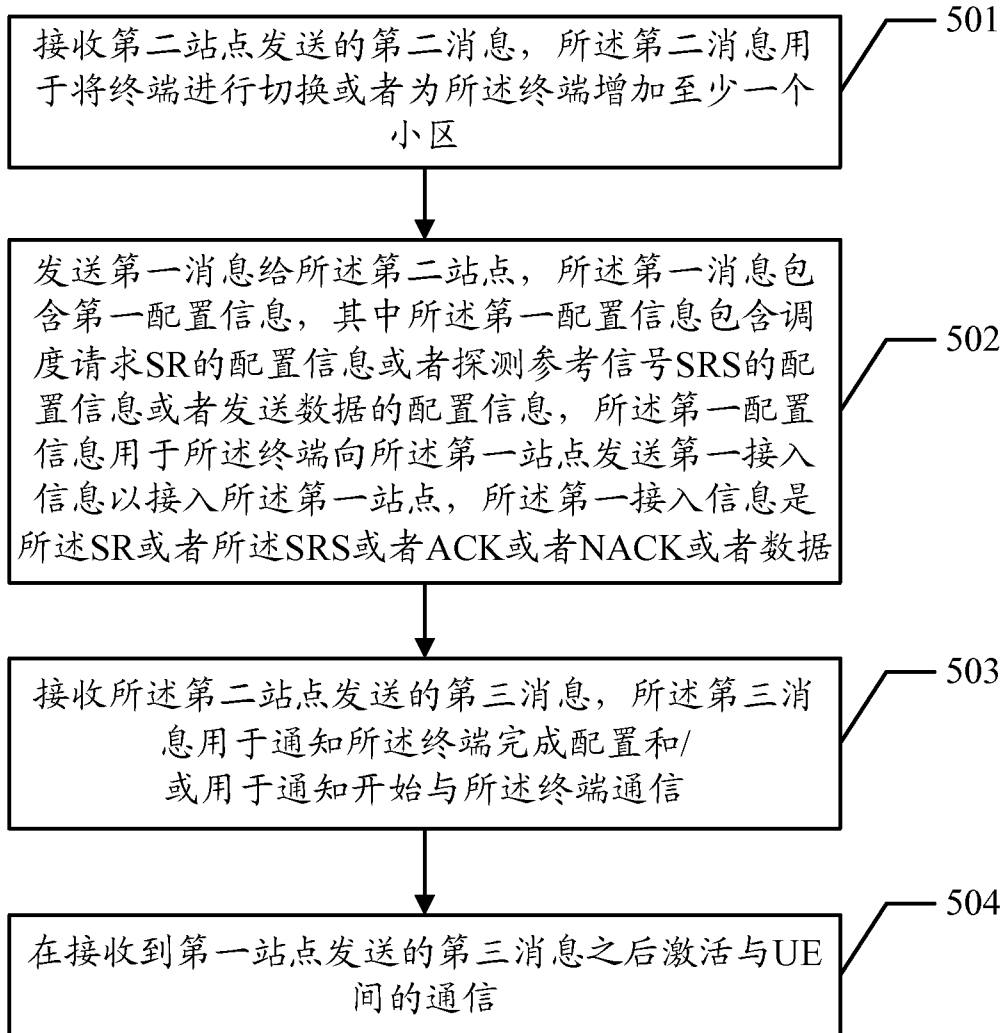 接收第二站点发送的第二消息，所述第二消息用
于将终端进行切换或者为所述终端增加至少一个
小区
501
发送第一消息给所述第二站点，所述第一消息包
含第一配置信息，其中所述第一配置信息包含调
度请求SR的配置信息或者探测参考信号SRS的配
置信息或者发送数据的配置信息，所述第一配置
信息用于所述终端向所述第一站点发送第一接入
信息以接入所述第一站点，所述第一接入信息是
所述SR或者所述SRS或者ACK或者NACK或者数据
502
接收所述第二站点发送的第三消息，所述第三消
息用于通知所述终端完成配置和/
或用于通知开始与所述终端通信
503
在接收到第一站点发送的第三消息之后激活与UE
间的通信
504